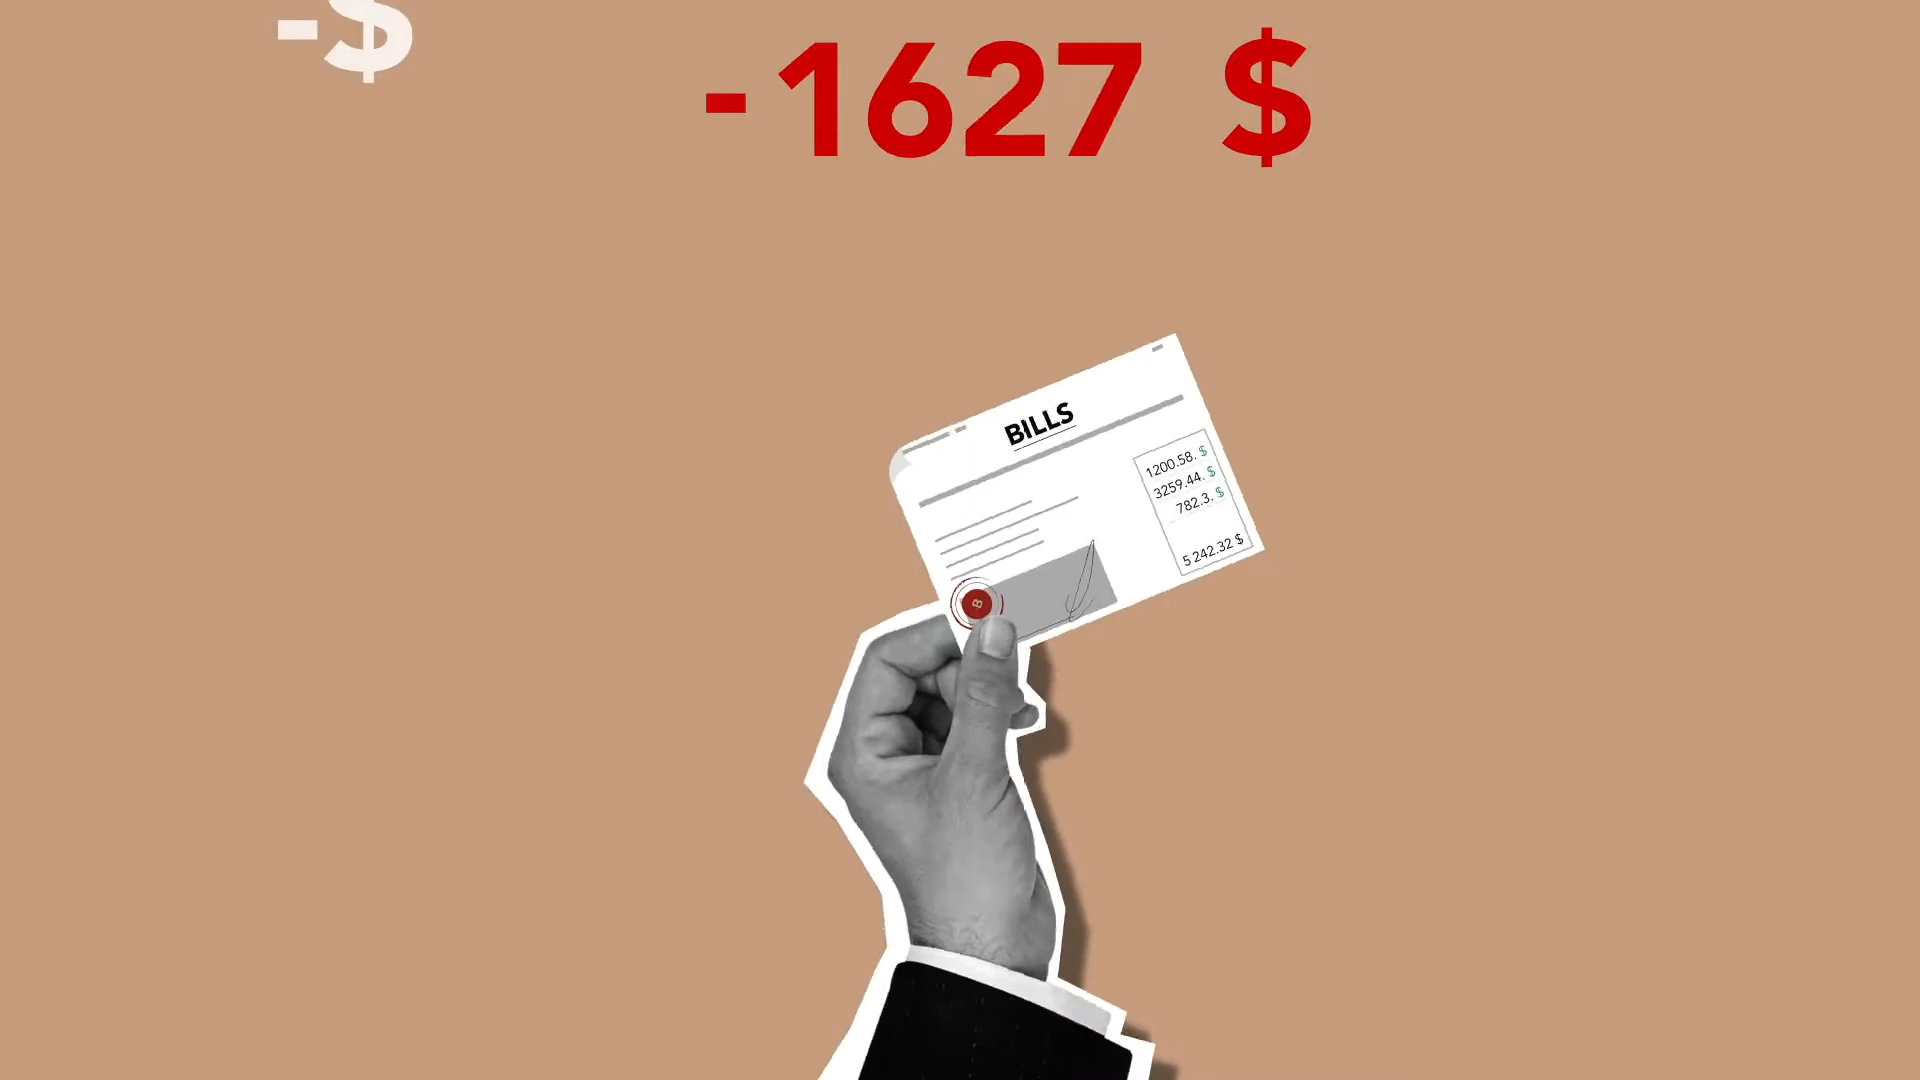 -$
-1627 $
BILLS
1200.58. $
3259.44. $
782.3. $
5 242.32 $
B